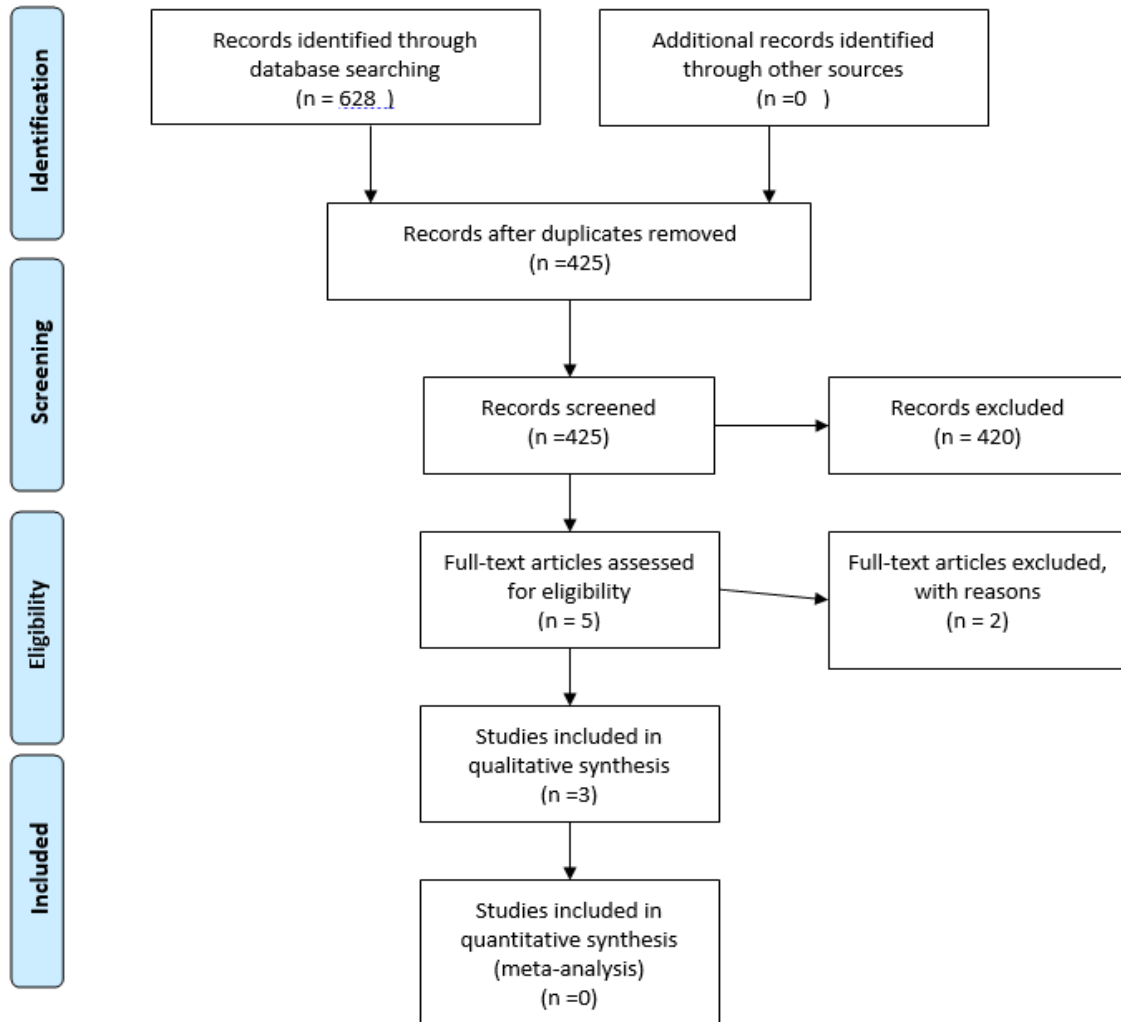 Identification
Records identified through
database searching
(n = 628  )
Additional records identified
through other sources
(n =0   )
Records after duplicates removed
(n =425)
Screening
Records screened
(n =425)
Records excluded
(n = 420)
Eligibility
Full-text articles assessed
for eligibility
(n = 5)
Full-text articles excluded,
with reasons
(n = 2)
Studies included in
qualitative synthesis
(n =3)
Included
Studies included in
quantitative synthesis
(meta-analysis)
(n =0)